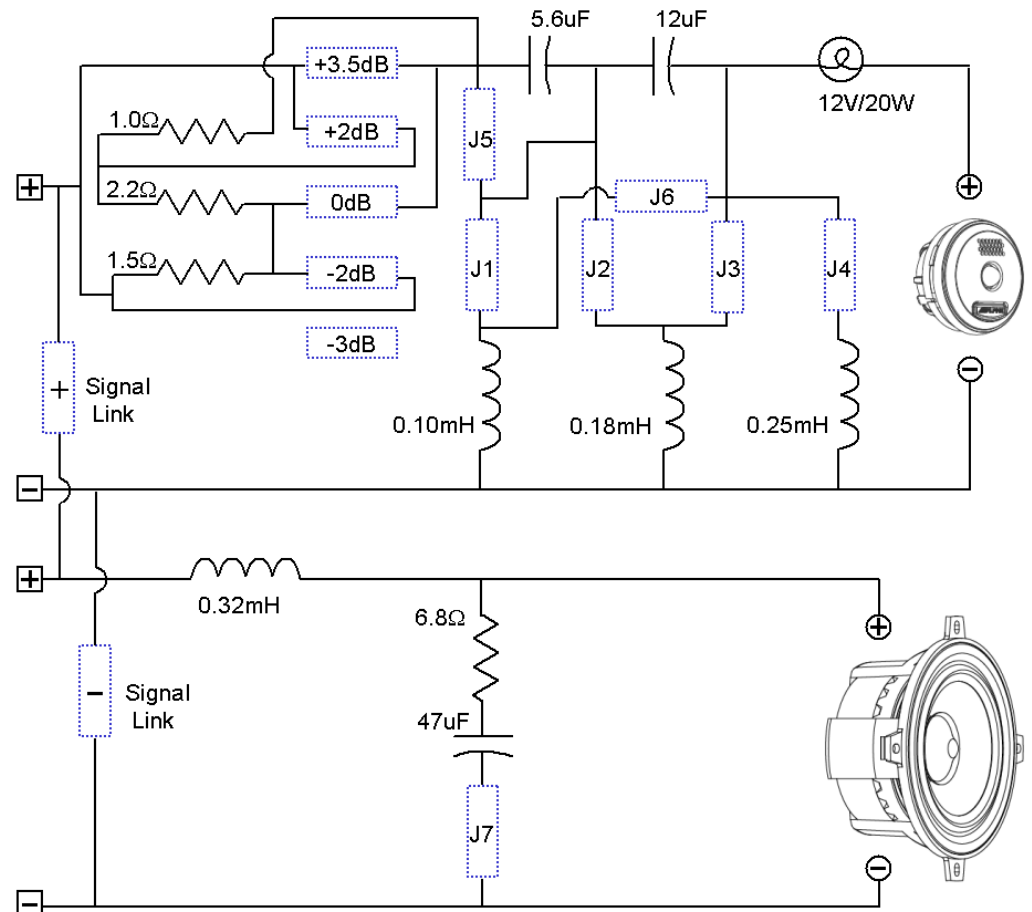 5.6uF
12uF
+3.5dB
12V/20W
1.0Ω
+2dB
J5
+
+
2.2Ω
0dB
J6
1.5Ω
-2dB
J1
J2
J3
J4
-3dB
+
Signal
Link
−
0.10mH
0.18mH
0.25mH
−
+
0.32mH
6.8Ω
+
−
Signal
Link
47uF
J7
−
−